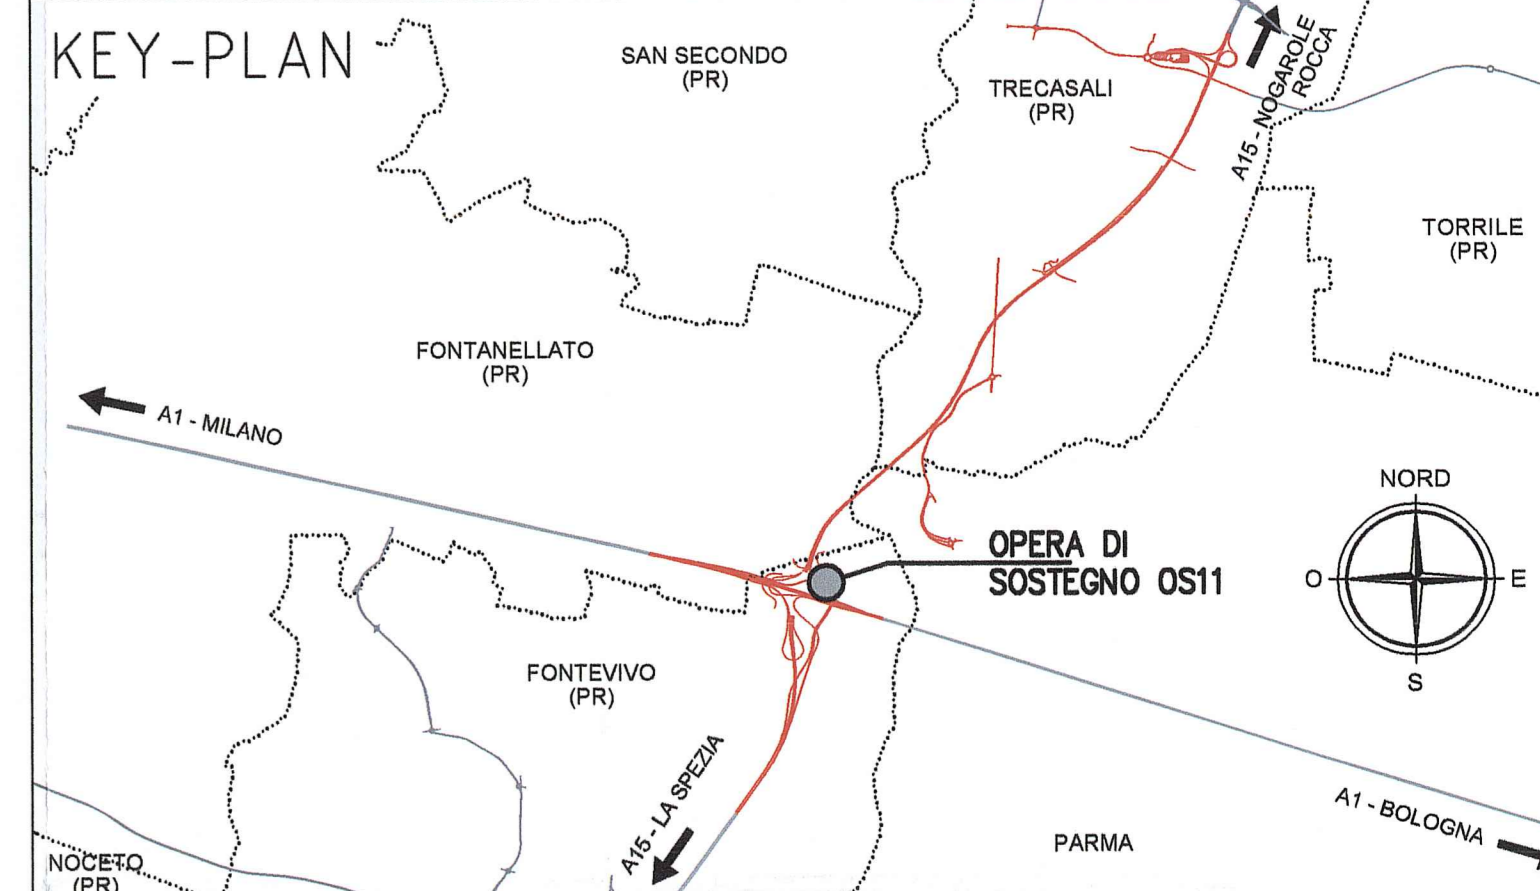 KEY-PLAN
SAN SECONDO
(PR)
TRECASALI
(PR)
A15 - NOGAROLE
ROCCA
TORRILE
(PR)
FONTANELLATO
(PR)
A1 - MILANO
NORD
O
E
S
OPERA DI
SOSTEGNO OS11
FONTEVIVO
(PR)
A15 - LA SPEZIA
A1 - BOLOGNA
PARMA
NOCETO
(PR)